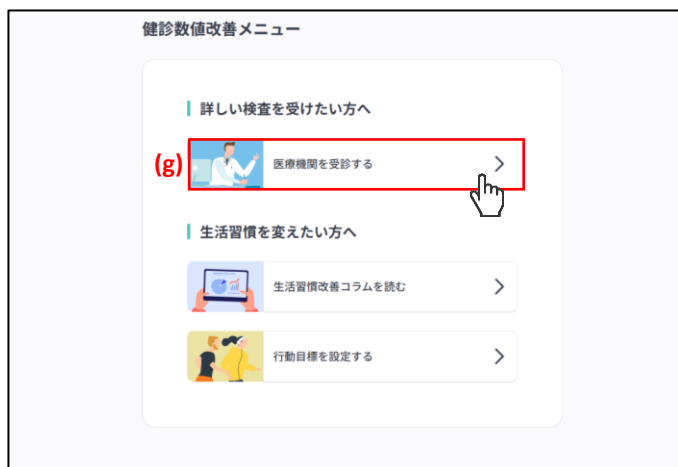 健診数値改善メニュー
詳しい検査を受けたい方へ
(g)
医療機関を受診する
生活習慣を変えたい方へ
生活習慣改善コラムを読む
行動目標を設定する